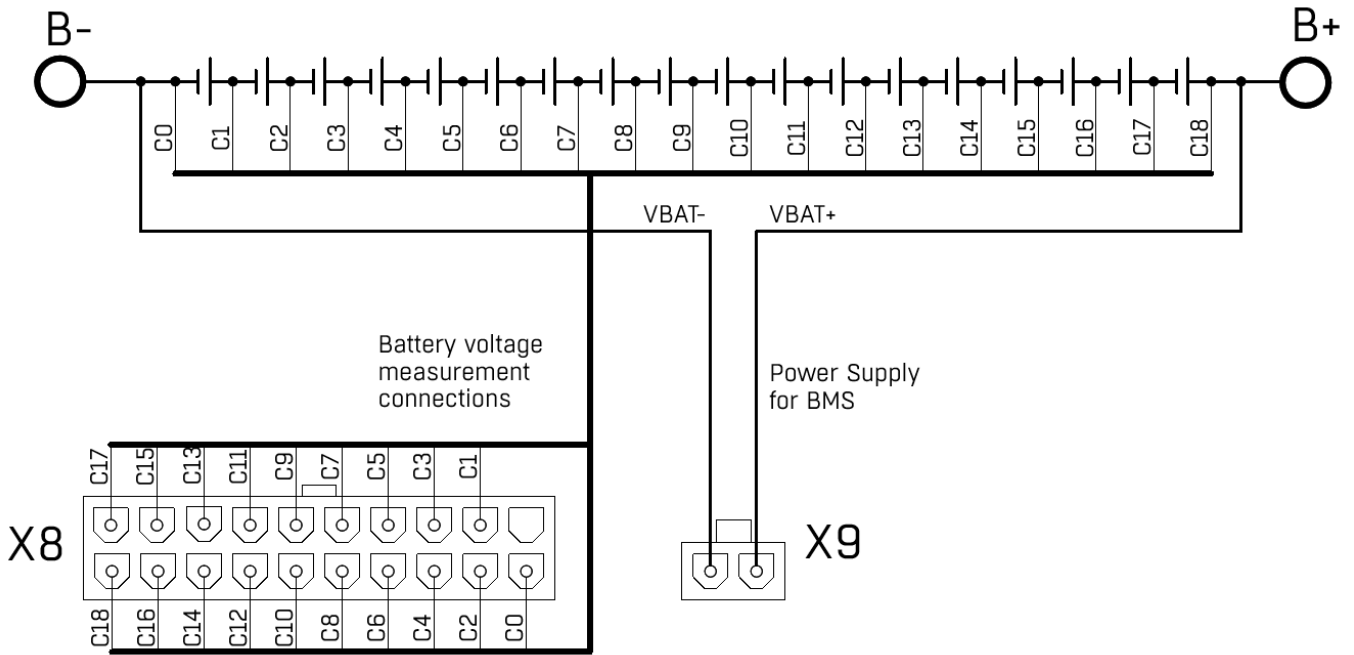 B-
B+
C0
C1
C2
C3
C4
C5
C6
C7
C8
C9
C10
C11
C12
C13
C14
C15
C16
C17
C18
VBAT-
VBAT+
Battery voltage
measurement
connections
Power Supply
for BMS
C17
C15
C13
C11
C9
C7
C5
C3
C1
X8
X9
C18
C16
C14
C12
C10
C8
C6
C4
C2
C0